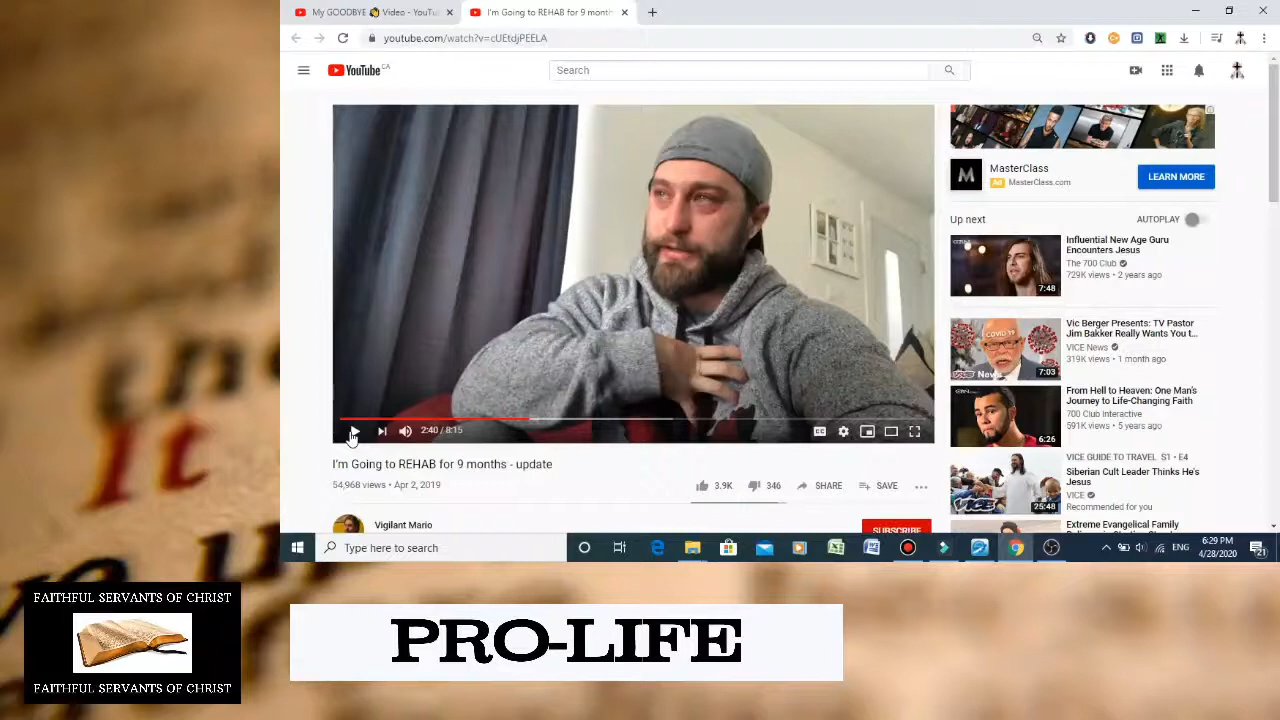 My GOODBYE 👋 Video - YouTu
I'm Going to REHAB for 9 month
youtube.com/watch?v=cUEtdjPEELA
YouTube CA
Search
MasterClass
Ad MasterClass.com
LEARN MORE
Up next
AUTOPLAY
Influential New Age Guru
Encounters Jesus
The 700 Club
729K views • 2 years ago
7:48
Vic Berger Presents: TV Pastor
Jim Bakker Really Wants You t...
VICE News
319K views • 1 month ago
COVID 19
7:03
From Hell to Heaven: One Man's
Journey to Life-Changing Faith
700 Club Interactive
591K views • 5 years ago
6:26
VICE GUIDE TO TRAVEL S1 • E4
Siberian Cult Leader Thinks He's
Jesus
VICE
Recommended for you
25:48
Extreme Evangelical Family
2:40 / 8:15
CC
I'm Going to REHAB for 9 months - update
54,968 views • Apr 2, 2019
3.9K
346
SHARE
SAVE
Vigilant Mario
SUBSCRIBE
Type here to search
ENG
6:29 PM
4/28/2020
21
the
It
FAITHFUL SERVANTS OF CHRIST
FAITHFUL SERVANTS OF CHRIST
PRO-LIFE